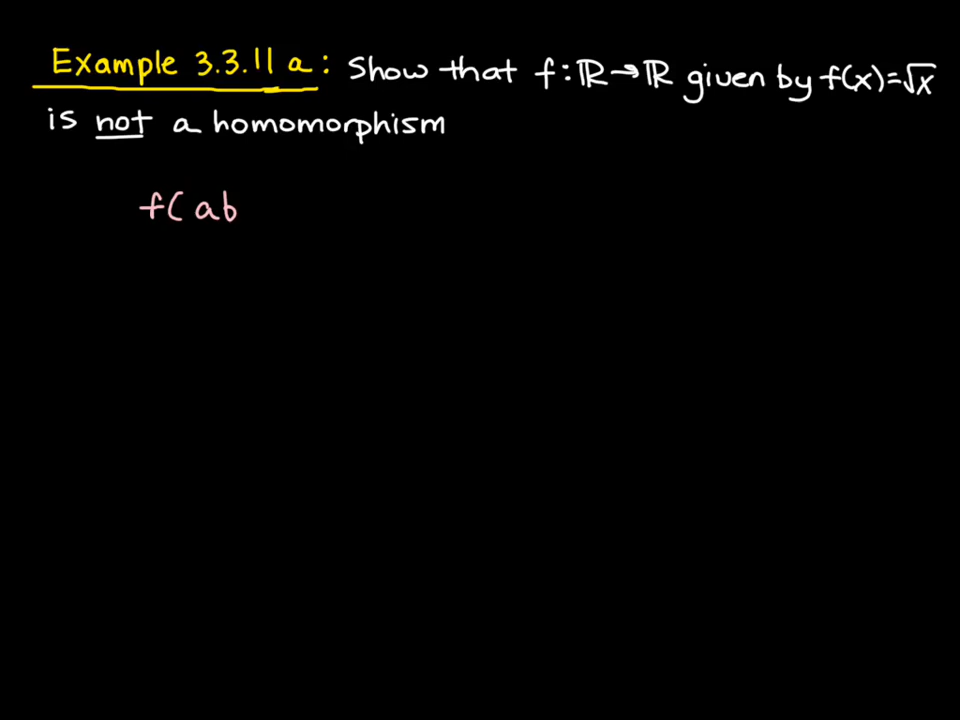 Example 3.3.11 a: Show that f:ℝ→ℝ given by f(x)=√x
is not a homomorphism
f( ab